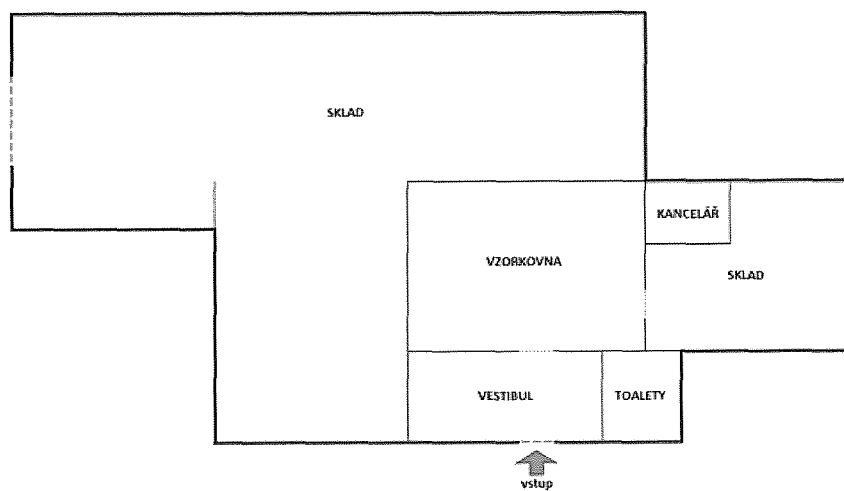 SKLAD
KANCELÁŘ
VZORKOVNA
SKLAD
VESTIBUL
TOALETY
vstup